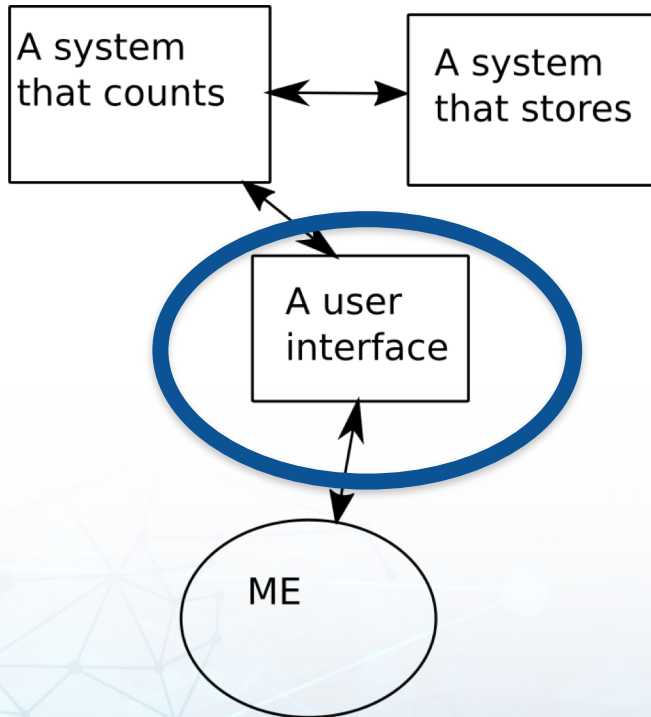 A system
that counts
A system
that stores
A user
interface
ME